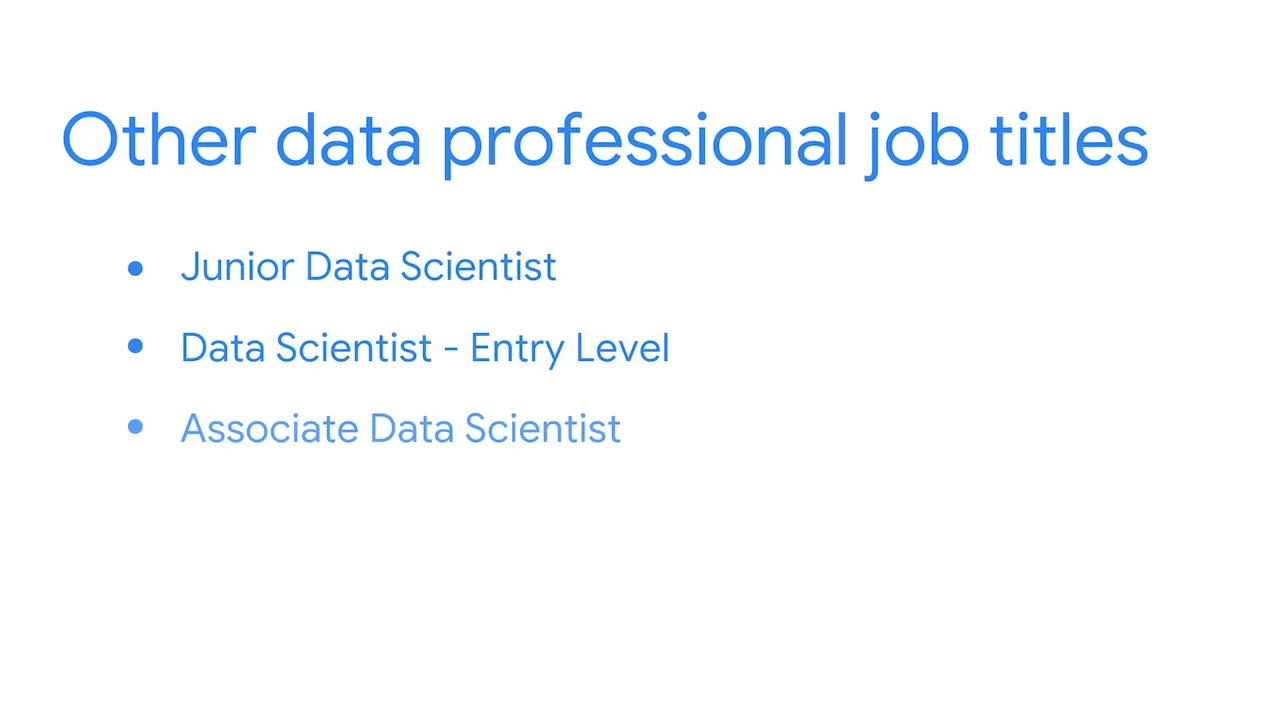 Other data professional job titles
• Junior Data Scientist
• Data Scientist - Entry Level
• Associate Data Scientist